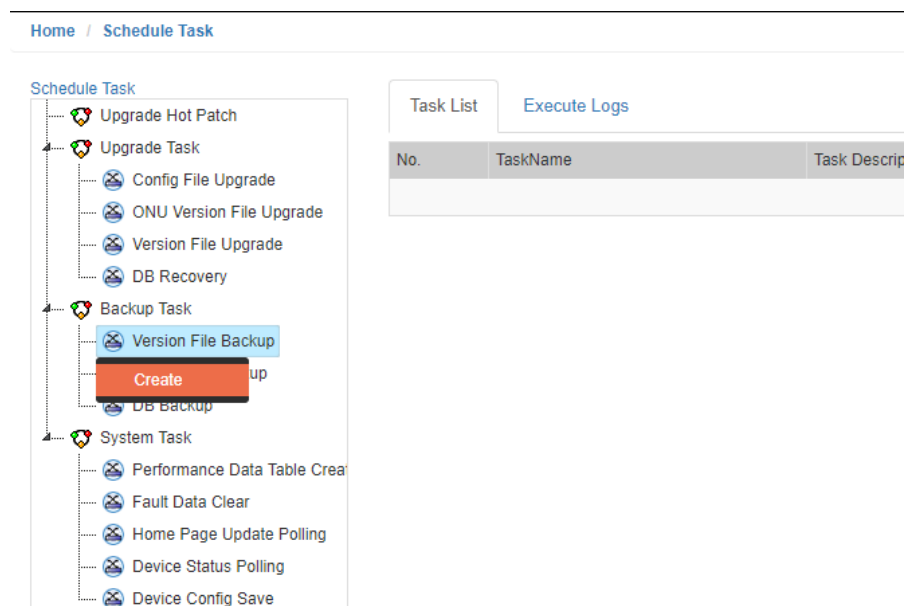 Home / Schedule Task
Schedule Task
Upgrade Hot Patch
Upgrade Task
Config File Upgrade
ONU Version File Upgrade
Version File Upgrade
DB Recovery
Backup Task
Version File Backup
Create
up
DB Backup
System Task
Performance Data Table Crea
Fault Data Clear
Home Page Update Polling
Device Status Polling
Device Config Save
Task List Execute Logs
No. TaskName Task Descrip